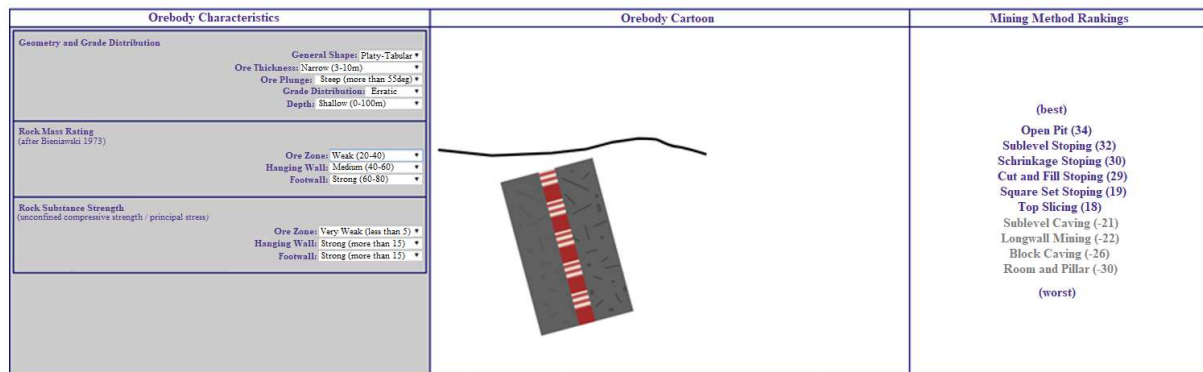 Orebody Characteristics
Geometry and Grade Distribution
General Shape: Platy-Tabular
Ore Thickness: Narrow (3-10m)
Ore Plunge: Steep (more than 55deg)
Grade Distribution: Erratic
Depth: Shallow (0-100m)
Rock Mass Rating
(after Bieniawski 1973)
Ore Zone: Weak (20-40)
Hanging Wall: Medium (40-60)
Footwall: Strong (60-80)
Rock Substance Strength
(unconfined compressive strength / principal stress)
Ore Zone: Very Weak (less than 5)
Hanging Wall: Strong (more than 15)
Footwall: Strong (more than 15)
Orebody Cartoon
Mining Method Rankings
(best)
Open Pit (34)
Sublevel Stoping (32)
Schrinkage Stoping (30)
Cut and Fill Stoping (29)
Square Set Stoping (19)
Top Slicing (18)
Sublevel Caving (-21)
Longwall Mining (-22)
Block Caving (-26)
Room and Pillar (-30)
(worst)